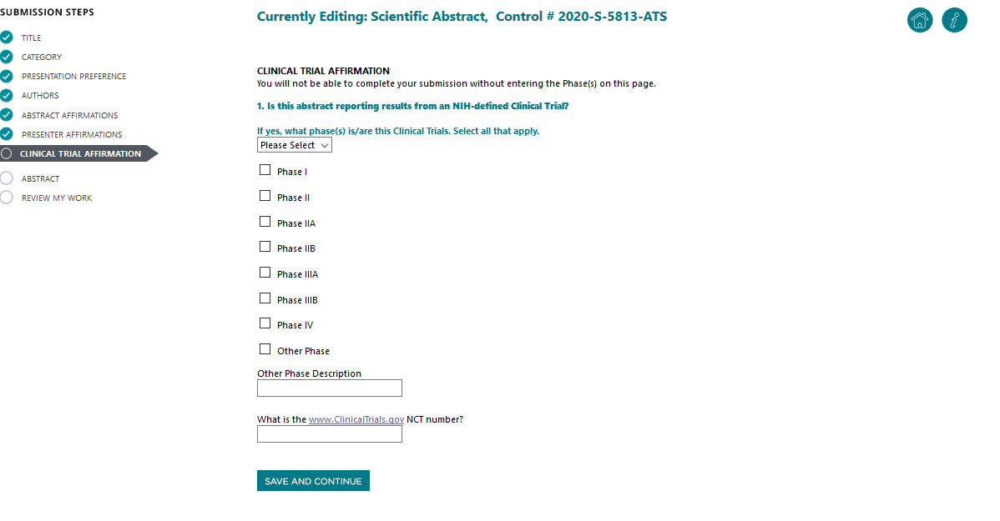 SUBMISSION STEPS
TITLE
CATEGORY
PRESENTATION PREFERENCE
AUTHORS
ABSTRACT AFFIRMATIONS
PRESENTER AFFIRMATIONS
CLINICAL TRIAL AFFIRMATION
ABSTRACT
REVIEW MY WORK
Currently Editing: Scientific Abstract, Control # 2020-S-5813-ATS
i
CLINICAL TRIAL AFFIRMATION
You will not be able to complete your submission without entering the Phase(s) on this page.
1. Is this abstract reporting results from an NIH-defined Clinical Trial?
If yes, what phase(s) is/are this Clinical Trials. Select all that apply.
Please Select
Phase I
Phase II
Phase IIA
Phase IIB
Phase IIIA
Phase IIIB
Phase IV
Other Phase
Other Phase Description
What is the www.ClinicalTrials.gov NCT number?
SAVE AND CONTINUE